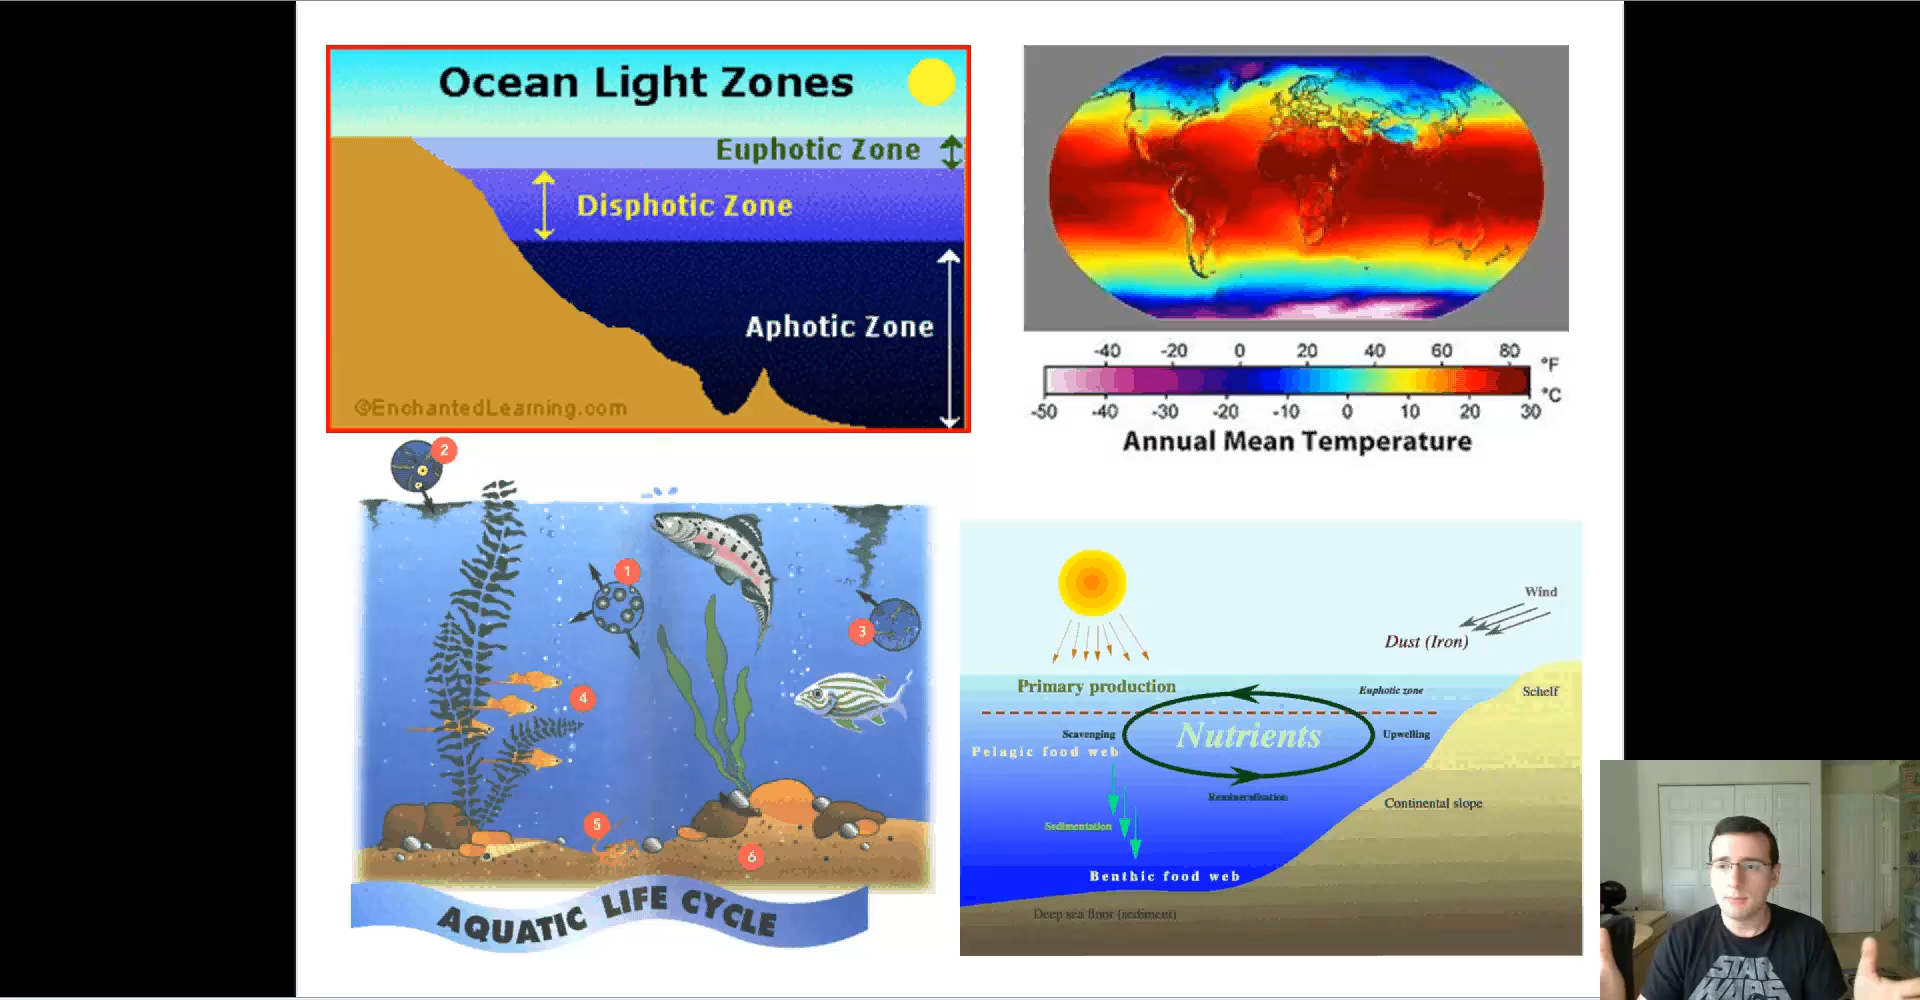 Ocean Light Zones
Euphotic Zone
Disphotic Zone
Aphotic Zone
©EnchantedLearning.com
-40 -20 0 20 40 60 80
°F
°C
-50 -40 -30 -20 -10 0 10 20 30
Annual Mean Temperature
2
1
3
4
5
6
AQUATIC LIFE CYCLE
Wind
Dust (Iron)
Primary production
Euphotic zone
Schelf
Scavenging
Nutrients
Upwelling
Pelagic food web
Remineralisation
Continental slope
Sedimentation
Benthic food web
Deep sea floor (sediment)
STAR
WARS